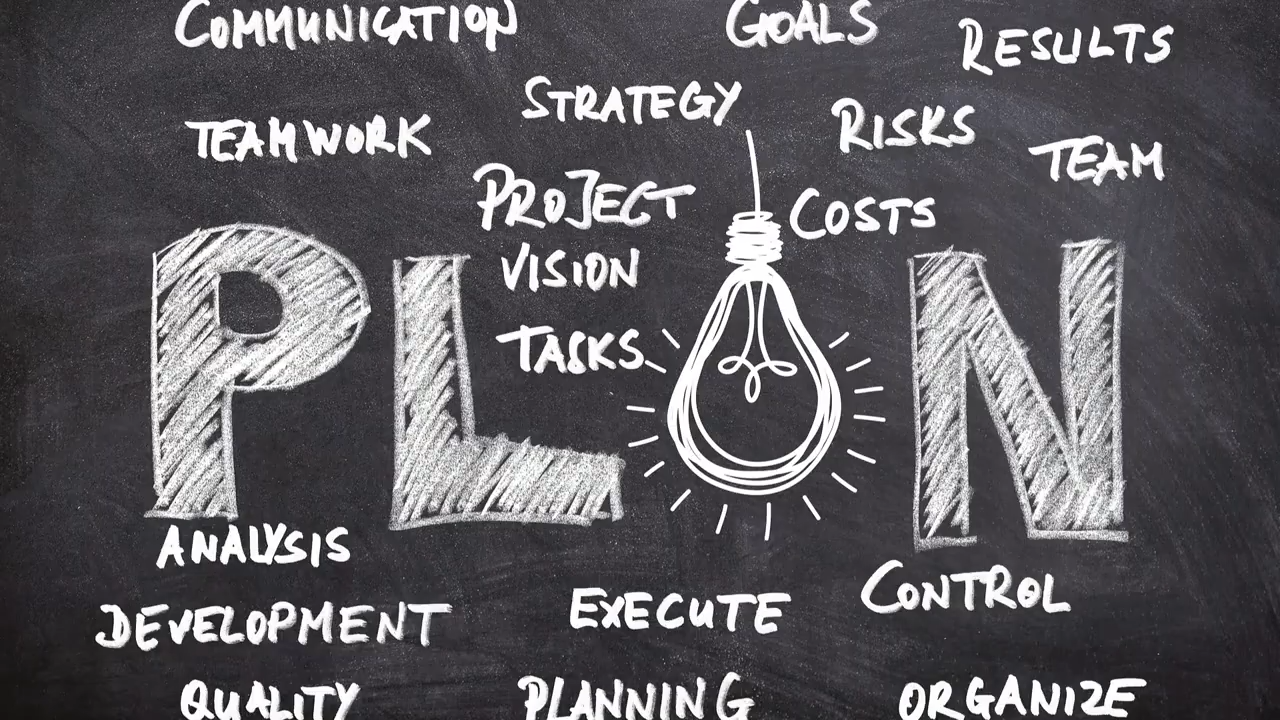 COMMUNICATION
GOALS
RESULTS
STRATEGY
RISKS
TEAMWORK
TEAM
PROJECT
COSTS
VISION
TASKS
PLAN
ANALYSIS
CONTROL
EXECUTE
DEVELOPMENT
QUALITY
PLANNING
ORGANIZE